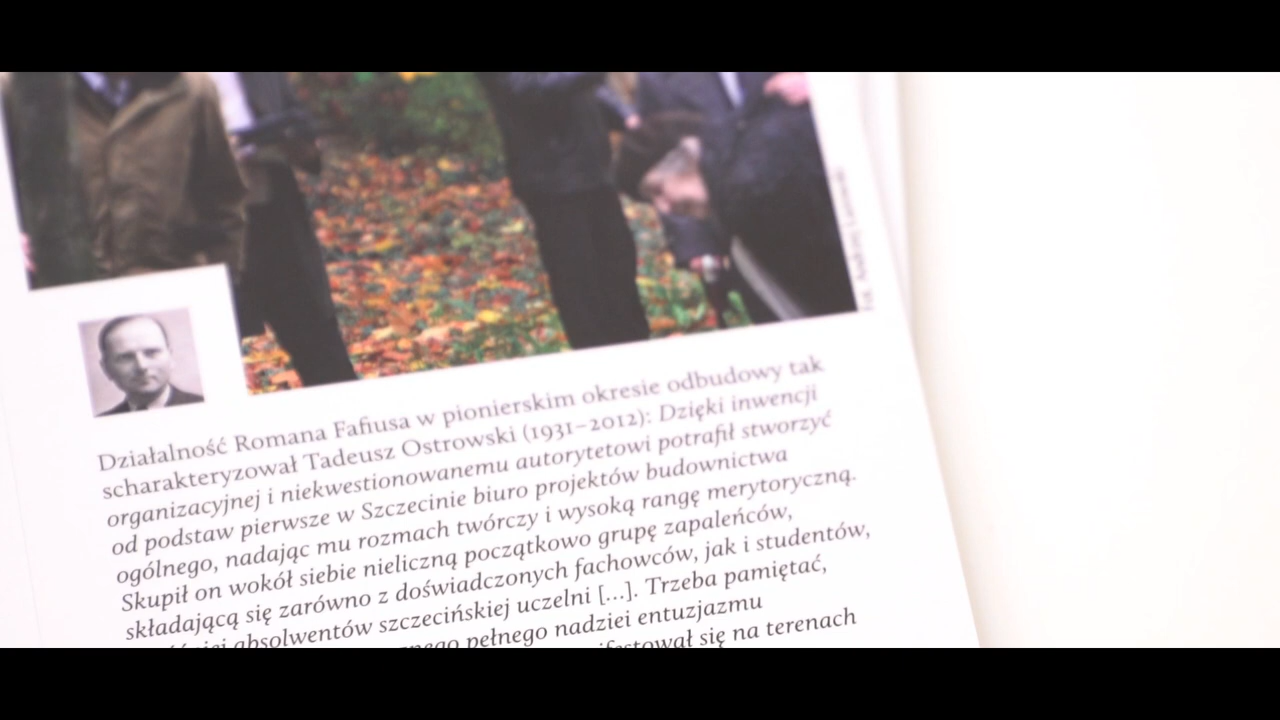 Działalność Romana Fafiusa w pionierskim okresie odbudowy tak
scharakteryzował Tadeusz Ostrowski (1931–2012): Dzięki inwencji
organizacyjnej i niekwestionowanemu autorytetowi potrafił stworzyć
od podstaw pierwsze w Szczecinie biuro projektów budownictwa
ogólnego, nadając mu rozmach twórczy i wysoką rangę merytoryczną.
Skupił on wokół siebie nieliczną początkowo grupę zapaleńców,
składającą się zarówno z doświadczonych fachowców, jak i studentów,
absolwentów szczecińskiej uczelni [...]. Trzeba pamiętać,
pełnego nadziei entuzjazmu
się na terenach